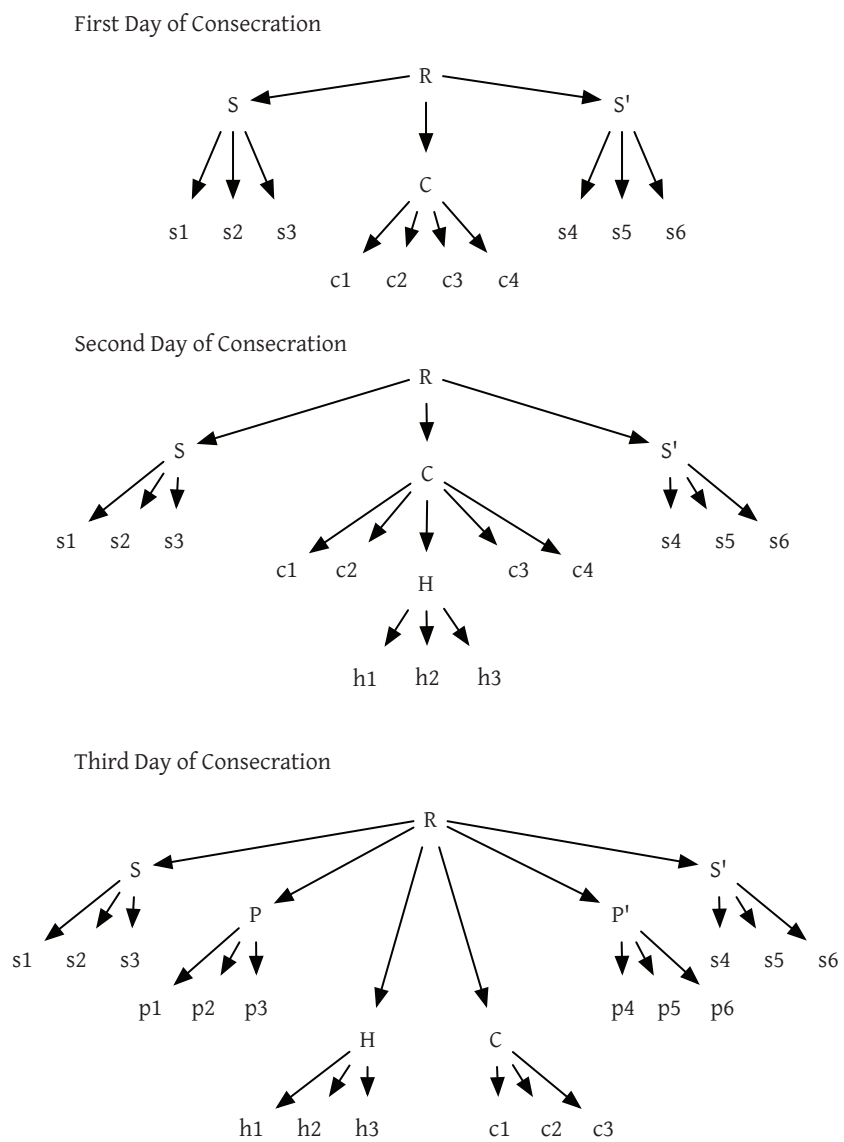 First Day of Consecration
R
S S'
C
s1 s2 s3 s4 s5 s6
c1 c2 c3 c4
Second Day of Consecration
R
S S'
C
s1 s2 s3 s4 s5 s6
c1 c2 c3 c4
H
h1 h2 h3
Third Day of Consecration
R
S S'
P P'
s1 s2 s3 s4 s5 s6
p1 p2 p3 p4 p5 p6
H C
h1 h2 h3 c1 c2 c3